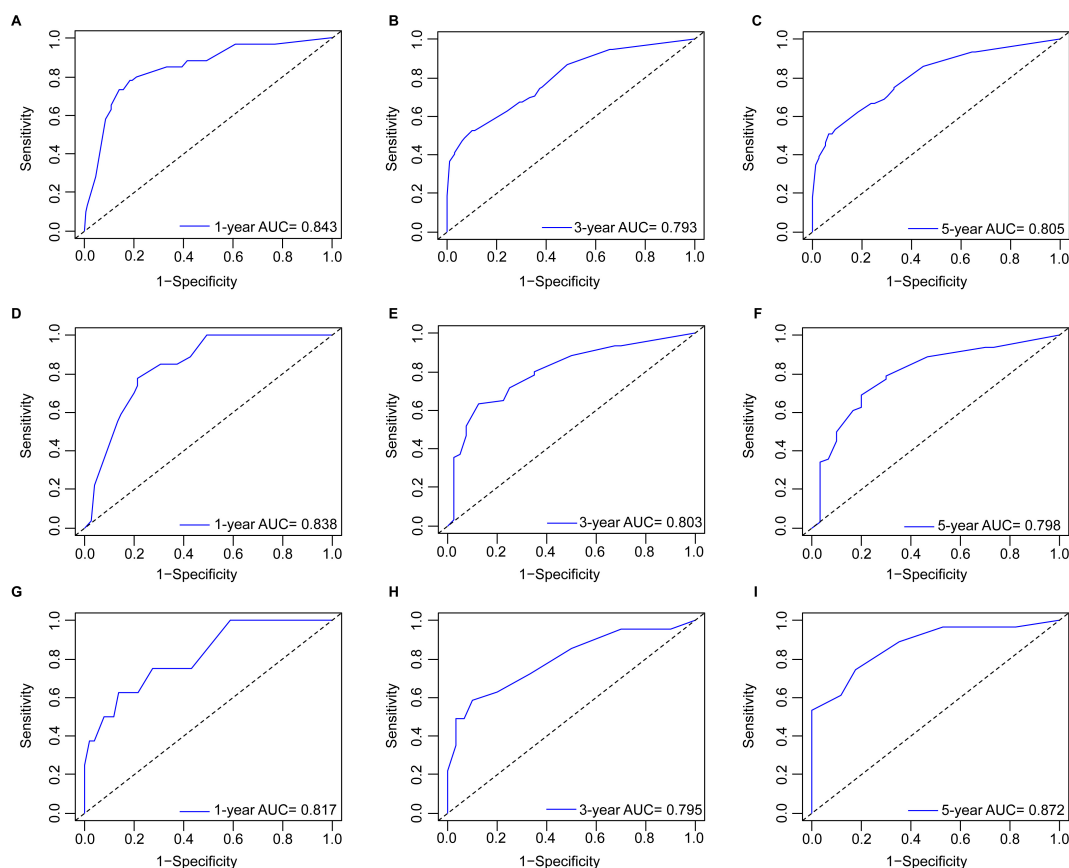 A
Sensitivity
0.0 0.2 0.4 0.6 0.8 1.0
1-year AUC= 0.843
0.0 0.2 0.4 0.6 0.8 1.0
1−Specificity
B
Sensitivity
0.0 0.2 0.4 0.6 0.8 1.0
3-year AUC= 0.793
0.0 0.2 0.4 0.6 0.8 1.0
1−Specificity
C
Sensitivity
0.0 0.2 0.4 0.6 0.8 1.0
5-year AUC= 0.805
0.0 0.2 0.4 0.6 0.8 1.0
1−Specificity
D
Sensitivity
0.0 0.2 0.4 0.6 0.8 1.0
1-year AUC= 0.838
0.0 0.2 0.4 0.6 0.8 1.0
1−Specificity
E
Sensitivity
0.0 0.2 0.4 0.6 0.8 1.0
3-year AUC= 0.803
0.0 0.2 0.4 0.6 0.8 1.0
1−Specificity
F
Sensitivity
0.0 0.2 0.4 0.6 0.8 1.0
5-year AUC= 0.798
0.0 0.2 0.4 0.6 0.8 1.0
1−Specificity
G
Sensitivity
0.0 0.2 0.4 0.6 0.8 1.0
1-year AUC= 0.817
0.0 0.2 0.4 0.6 0.8 1.0
1−Specificity
H
Sensitivity
0.0 0.2 0.4 0.6 0.8 1.0
3-year AUC= 0.795
0.0 0.2 0.4 0.6 0.8 1.0
1−Specificity
I
Sensitivity
0.0 0.2 0.4 0.6 0.8 1.0
5-year AUC= 0.872
0.0 0.2 0.4 0.6 0.8 1.0
1−Specificity